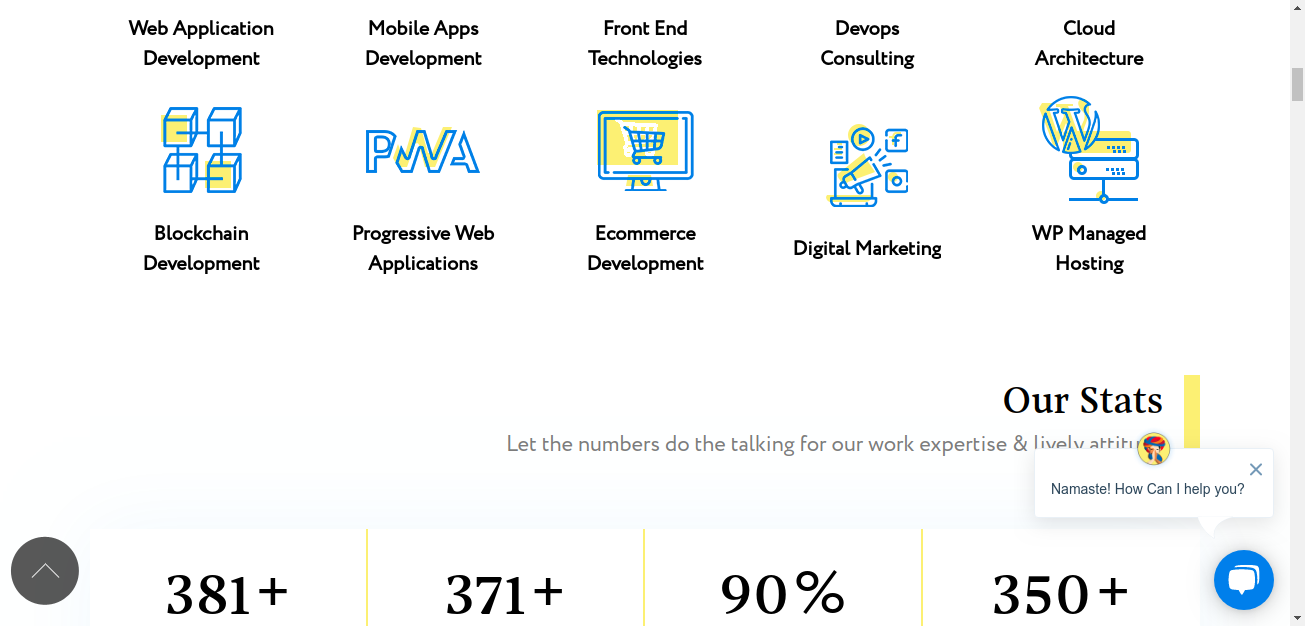 Web Application
Development
Mobile Apps
Development
Front End
Technologies
Devops
Consulting
Cloud
Architecture
PWA
Blockchain
Development
Progressive Web
Applications
Ecommerce
Development
Digital Marketing
WP Managed
Hosting
Our Stats
Let the numbers do the talking for our work expertise & lively
Namaste! How Can I help you?
381+
371+
90%
350+